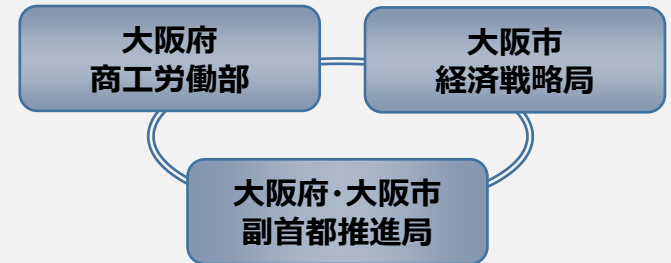 大阪府
商工労働部
大阪市
経済戦略局
大阪府・大阪市
副首都推進局